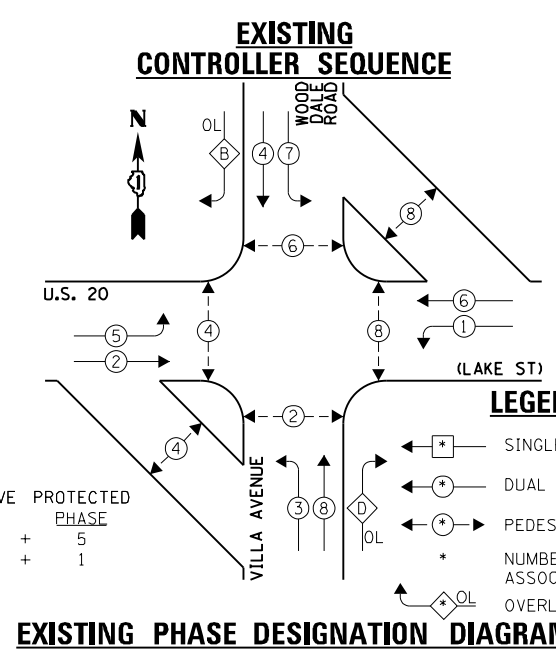 EXISTING
CONTROLLER SEQUENCE
N
WOOD
DALE
ROAD
OL
B
4
7
8
6
U.S. 20
5
2
4
8
6
1
(LAKE ST)
4
2
VILLA AVENUE
3
8
D
OL
LEGE
* SINGL
* DUAL
* PEDES
* NUMBE
ASSOC
* OL OVERL
VE PROTECTED
PHASE
+ 5
+ 1
EXISTING PHASE DESIGNATION DIAGRAM